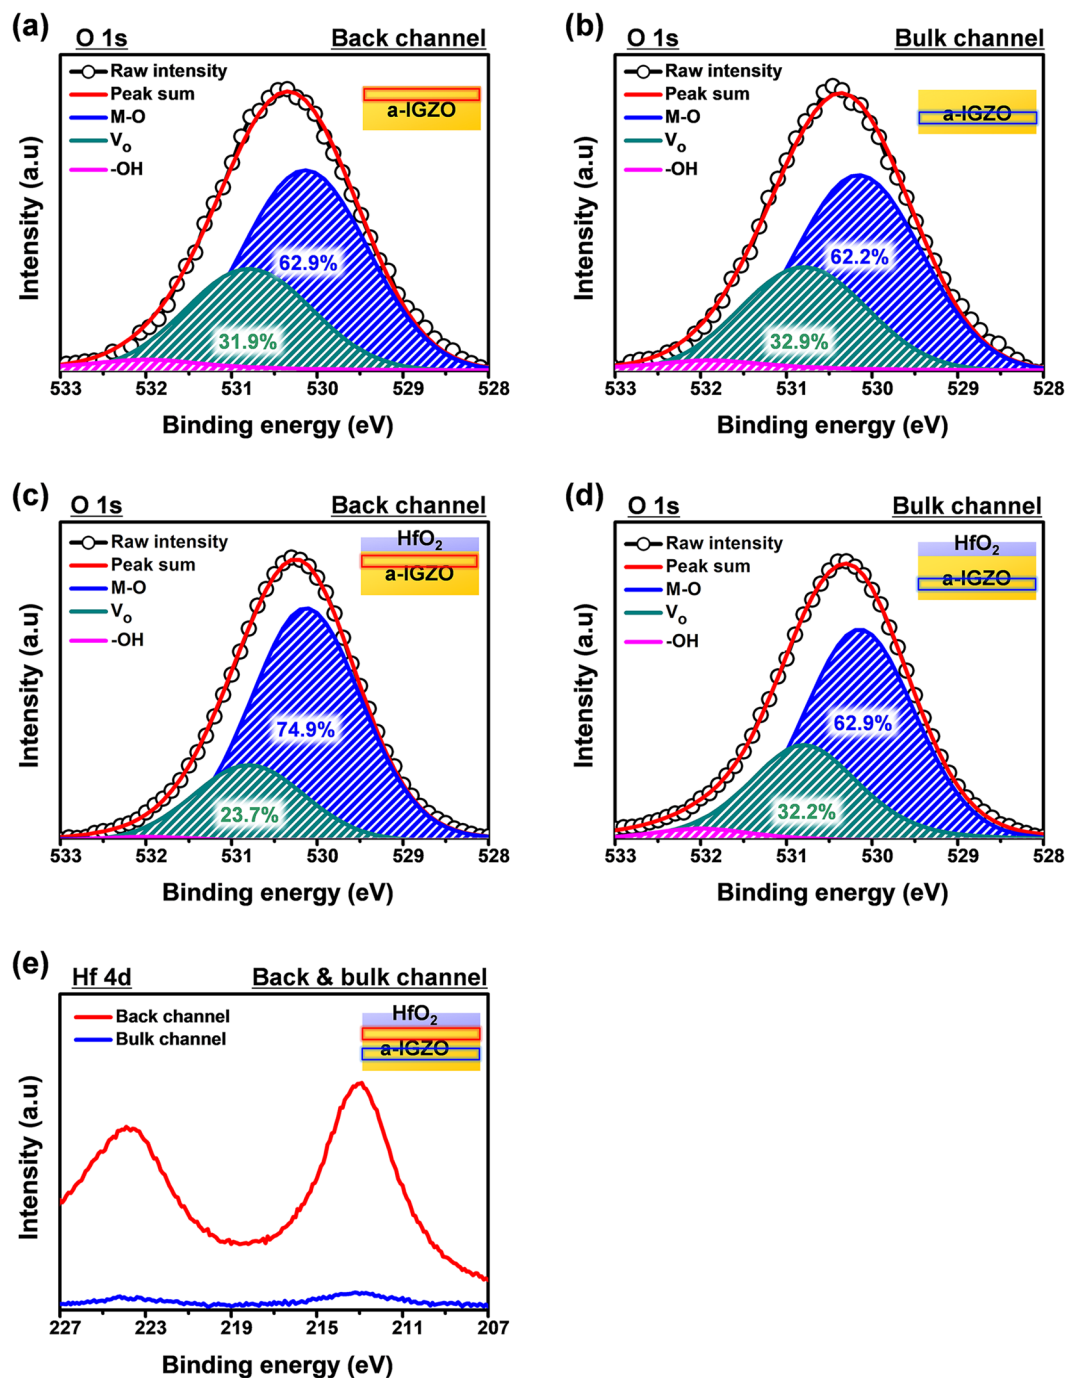 (a)
O 1s
Back channel
Raw intensity
Peak sum
M-O
Vo
-OH
a-IGZO
62.9%
31.9%
Intensity (a.u)
533 532 531 530 529 528
Binding energy (eV)
(b)
O 1s
Bulk channel
Raw intensity
Peak sum
M-O
Vo
-OH
a-IGZO
62.2%
32.9%
Intensity (a.u)
533 532 531 530 529 528
Binding energy (eV)
(c)
O 1s
Back channel
Raw intensity
Peak sum
M-O
Vo
-OH
HfO2
a-IGZO
74.9%
23.7%
Intensity (a.u)
533 532 531 530 529 528
Binding energy (eV)
(d)
O 1s
Bulk channel
Raw intensity
Peak sum
M-O
Vo
-OH
HfO2
a-IGZO
62.9%
32.2%
Intensity (a.u)
533 532 531 530 529 528
Binding energy (eV)
(e)
Hf 4d
Back & bulk channel
Back channel
Bulk channel
HfO2
a-IGZO
Intensity (a.u)
227 223 219 215 211 207
Binding energy (eV)